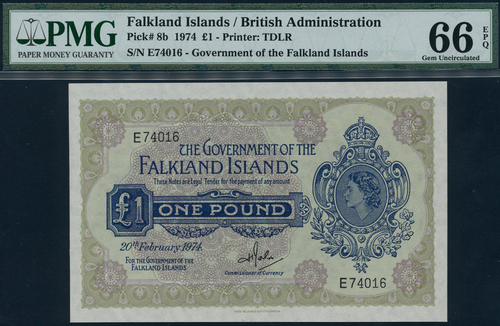 PMG
PAPER MONEY GUARANTY
Falkland Islands / British Administration
Pick# 8b 1974 £1 - Printer: TDLR
S/N E74016 - Government of the Falkland Islands
66 EPQ
Gem Uncirculated
E74016
THE GOVERNMENT OF THE
FALKLAND ISLANDS
These Notes are Legal Tender for the payment of any amount
£1 ONE POUND
20th February 1974.
FOR THE GOVERNMENT OF THE
FALKLAND ISLANDS
Commissioner of Currency
E74016